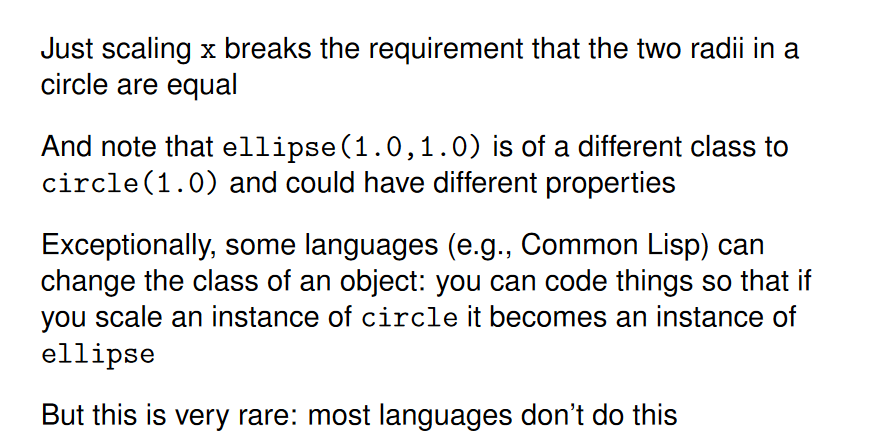 Just scaling x breaks the requirement that the two radii in a
circle are equal
And note that ellipse(1.0,1.0) is of a different class to
circle(1.0) and could have different properties
Exceptionally, some languages (e.g., Common Lisp) can
change the class of an object: you can code things so that if
you scale an instance of circle it becomes an instance of
ellipse
But this is very rare: most languages don’t do this